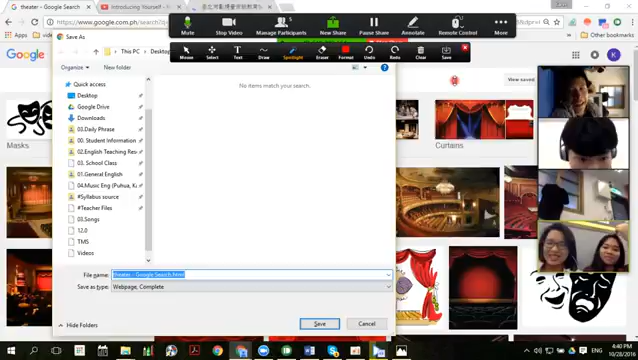 theater – Google Search
Introducing Yourself -
https://www.google.com.ph/search?q=
Mute
Stop Video
Manage Participants
5
New Share
Pause Share
Annotate
Remote Control
More
Other bookmarks
Mouse
Select
Text
Draw
Spotlight
Eraser
Format
Undo
Redo
Clear
Save
Google
K
View saved
Save As
This PC
Desktop
Organize
New folder
No items match your search.
Quick access
Desktop
Google Drive
Downloads
03.Daily Phrase
00. Student Information
02.English Teaching Res
03. School Class
01.General English
04.Music Eng (Puhua, K
#Syllabus source
#Teacher Files
03.Songs
12.0
TMS
Videos
File name:
theater - Google Search.html
Save as type:
Webpage, Complete
Hide Folders
Save
Cancel
Masks
Curtains
ENG
4:40 PM
10/28/2016